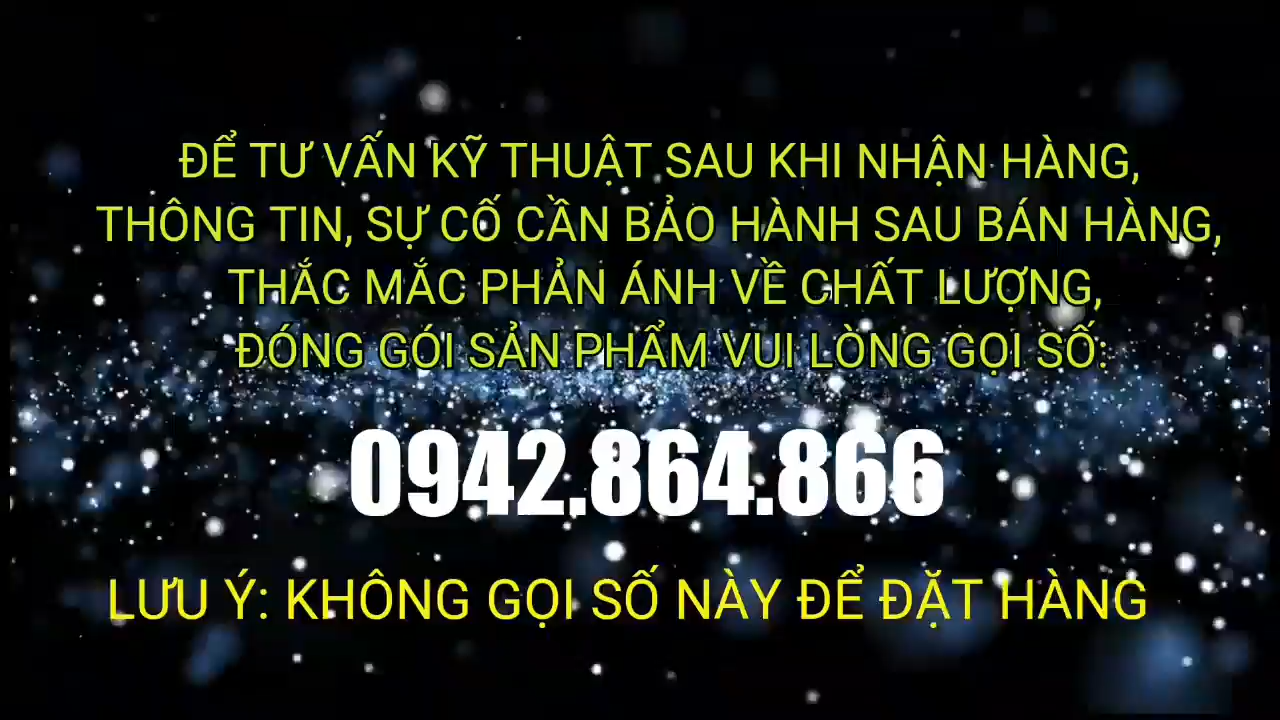 ĐỂ TƯ VẤN KỸ THUẬT SAU KHI NHẬN HÀNG,
THÔNG TIN, SỰ CỐ CẦN BẢO HÀNH SAU BÁN HÀNG,
THẮC MẮC PHẢN ÁNH VỀ CHẤT LƯỢNG,
ĐÓNG GÓI SẢN PHẨM VUI LÒNG GỌI SỐ:
0942.864.866
LƯU Ý: KHÔNG GỌI SỐ NÀY ĐỂ ĐẶT HÀNG